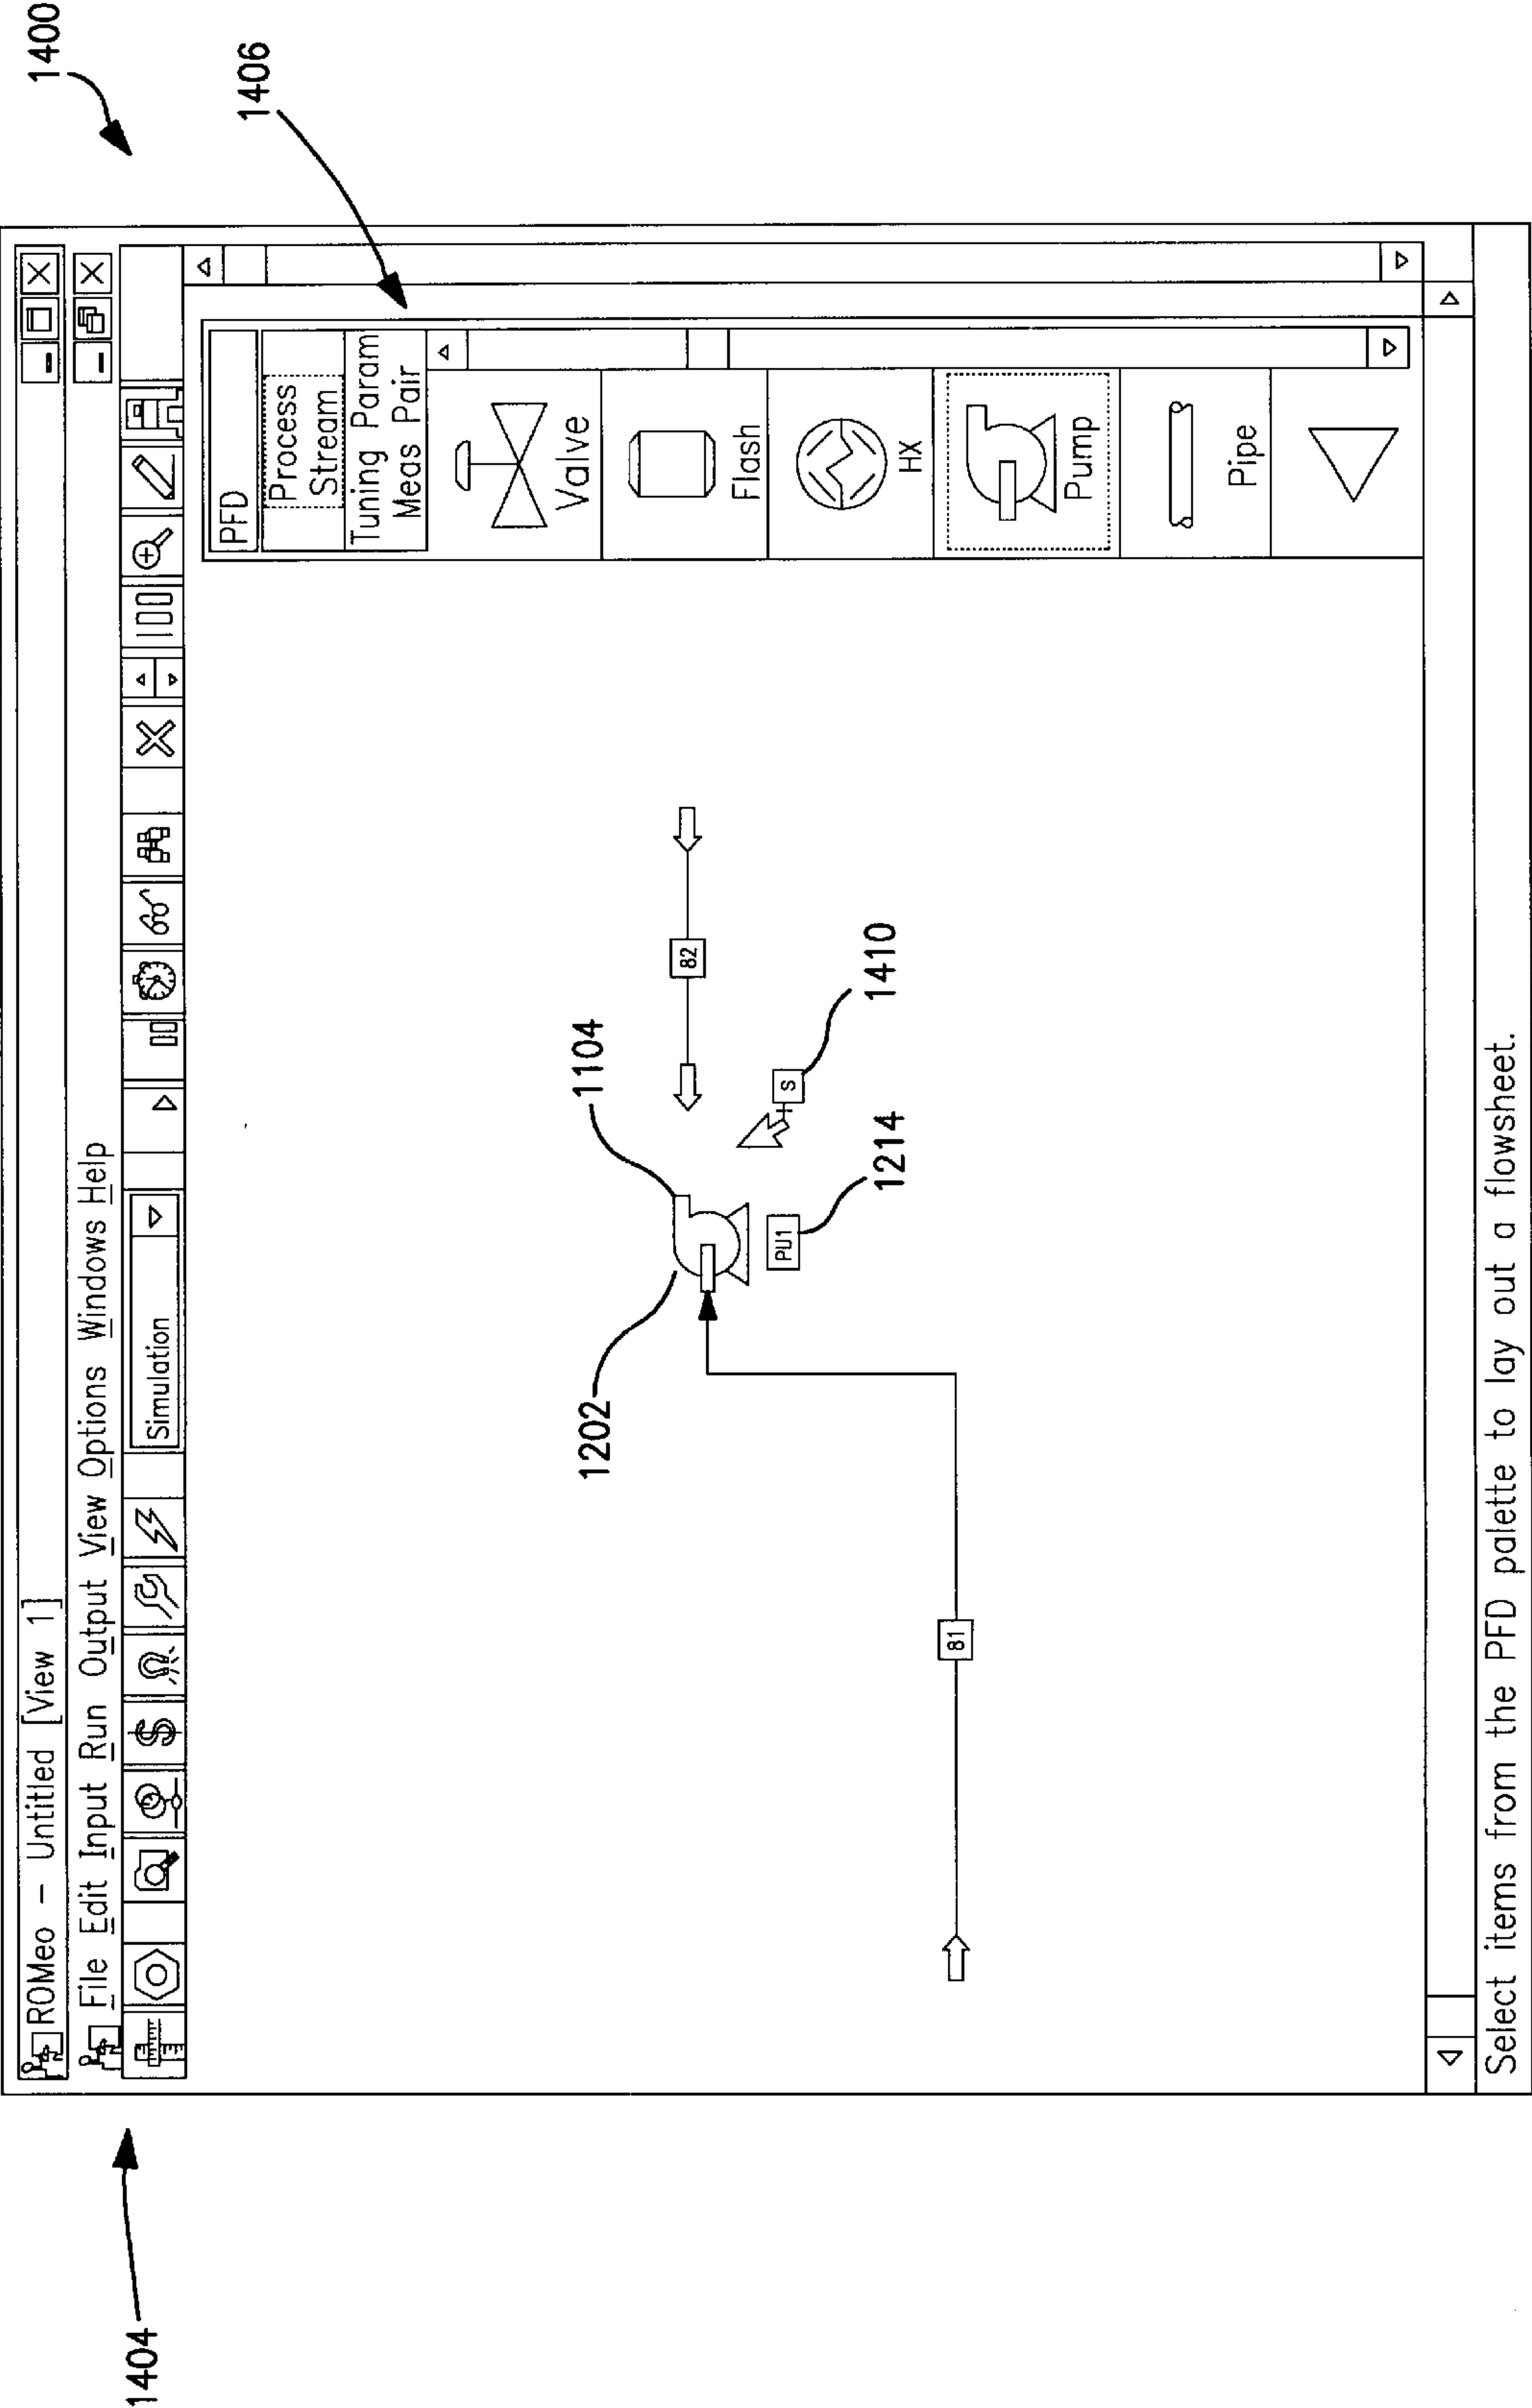 1400
1404
1406
ROMeo - Untitled [View 1]
File Edit Input Run Output View Options Windows Help
Simulation
PFD
Process
Stream
Tuning Param
Meas Pair
Valve
Flash
HX
Pump
Pipe
1202
1104
82
S
1410
PU1
1214
81
Select items from the PFD palette to lay out a flowsheet.